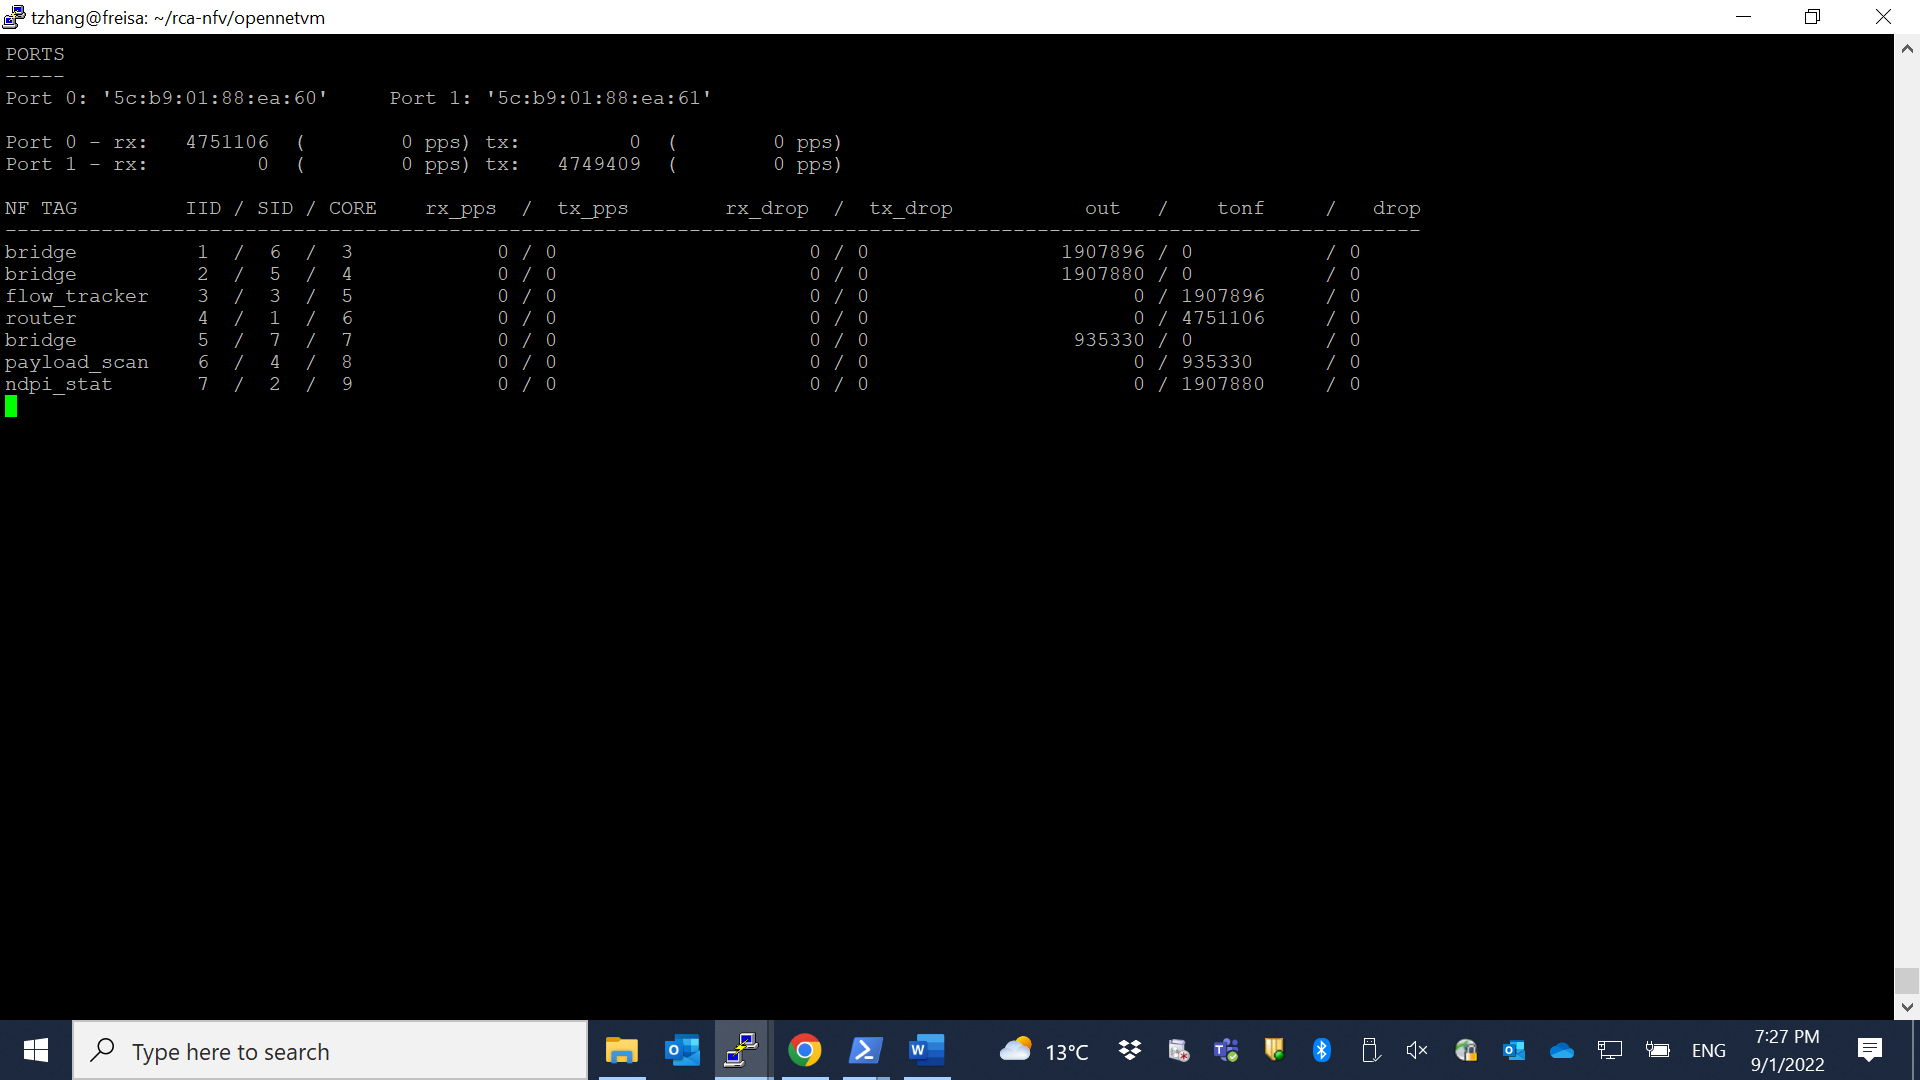 tzhang@freisa: ~/rca-nfv/opennetvm
PORTS
-----
Port 0: '5c:b9:01:88:ea:60'     Port 1: '5c:b9:01:88:ea:61'
Port 0 - rx:   4751106  (        0 pps) tx:         0  (        0 pps)
Port 1 - rx:         0  (        0 pps) tx:   4749409  (        0 pps)
NF TAG         IID / SID / CORE    rx_pps  /  tx_pps        rx_drop  /  tx_drop           out   /    tonf     /   drop
----------------------------------------------------------------------------------------------------------------------
bridge          1  /  6  /  3            0 / 0                     0 / 0                1907896 / 0           / 0
bridge          2  /  5  /  4            0 / 0                     0 / 0                1907880 / 0           / 0
flow_tracker    3  /  3  /  5            0 / 0                     0 / 0                      0 / 1907896     / 0
router          4  /  1  /  6            0 / 0                     0 / 0                      0 / 4751106     / 0
bridge          5  /  7  /  7            0 / 0                     0 / 0                 935330 / 0           / 0
payload_scan    6  /  4  /  8            0 / 0                     0 / 0                      0 / 935330      / 0
ndpi_stat       7  /  2  /  9            0 / 0                     0 / 0                      0 / 1907880     / 0
Type here to search
13°C
ENG
7:27 PM
9/1/2022